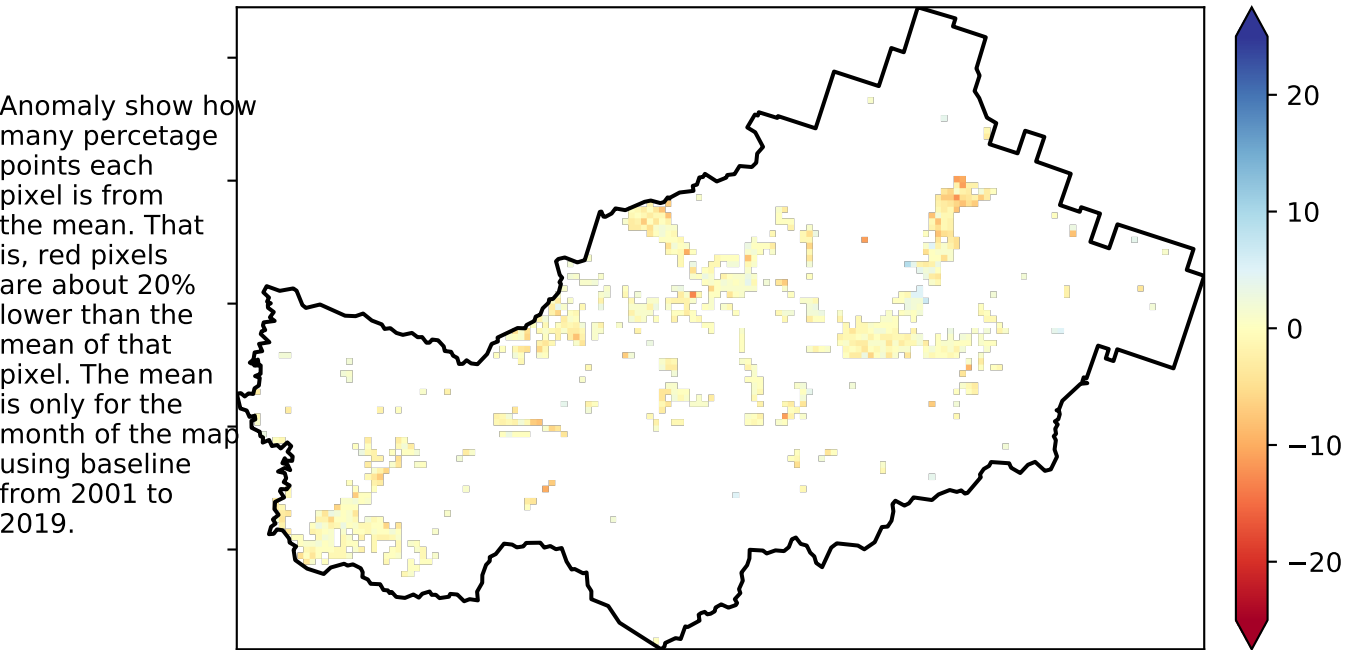 Anomaly show how
many percetage
points each
pixel is from
the mean. That
is, red pixels
are about 20%
lower than the
mean of that
pixel. The mean
is only for the
month of the map
using baseline
from 2001 to
2019.
20
10
0
−10
−20